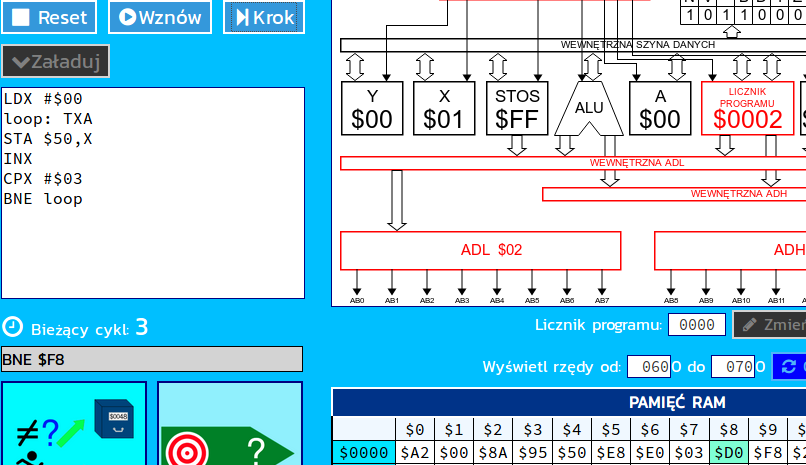 Reset Wznów Krok
Załaduj
LDX #$00
loop: TXA
STA $50,X
INX
CPX #$03
BNE loop
Bieżący cykl: 3
BNE $F8
$0048
≠?
?
1 0 1 1 0 0 0
WEWNĘTRZNA SZYNA DANYCH
Y
$00
X
$01
STOS
$FF
ALU
A
$00
LICZNIK
PROGRAMU
$0002
WEWNĘTRZNA ADL
WEWNĘTRZNA ADH
ADL $02
ADH
AB0 AB1 AB2 AB3 AB4 AB5 AB6 AB7 AB8 AB9 AB10 AB11
Licznik programu: 0000 Zmień
Wyświetl rzędy od: 0600 do 0700
PAMIĘĆ RAM
$0 $1 $2 $3 $4 $5 $6 $7 $8 $9
$0000 $A2 $00 $8A $95 $50 $E8 $E0 $03 $D0 $F8